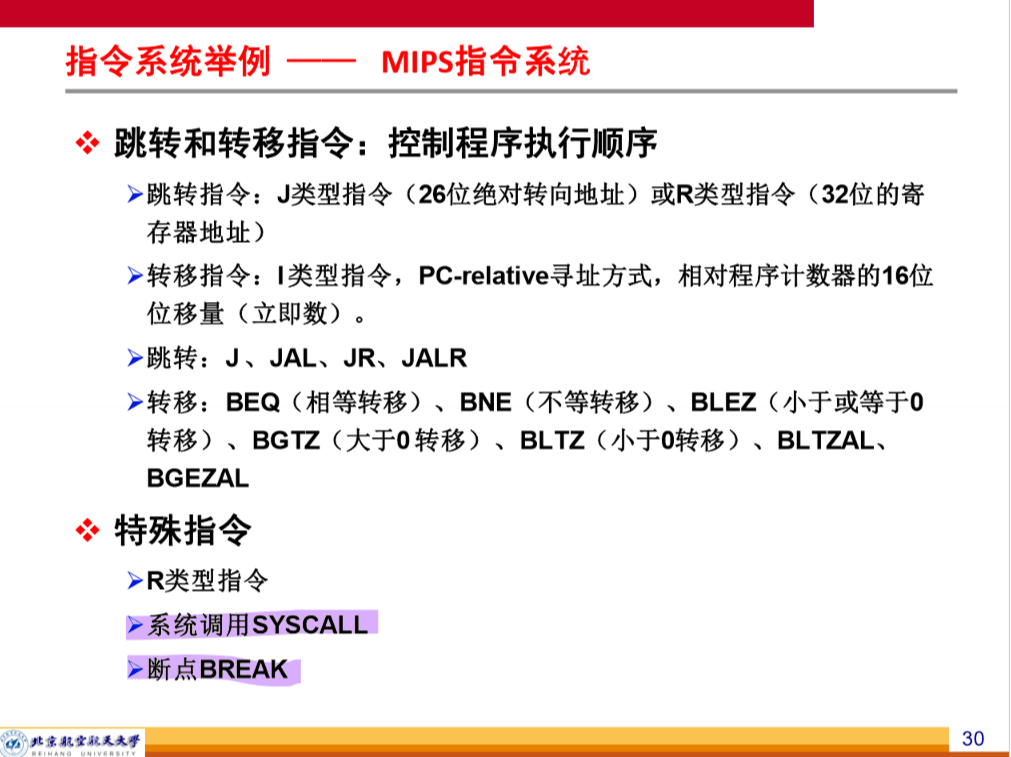 指令系统举例 —— MIPS指令系统
跳转和转移指令：控制程序执行顺序
跳转指令：J类型指令（26位绝对转向地址）或R类型指令（32位的寄
存器地址）
转移指令：I类型指令，PC-relative寻址方式，相对程序计数器的16位
位移量（立即数）。
跳转：J、JAL、JR、JALR
转移：BEQ（相等转移）、BNE（不等转移）、BLEZ（小于或等于0
转移）、BGTZ（大于0转移）、BLTZ（小于0转移）、BLTZAL、
BGEZAL
特殊指令
R类型指令
系统调用SYSCALL
断点BREAK
北京航空航天大学
BEIHANG UNIVERSITY
30